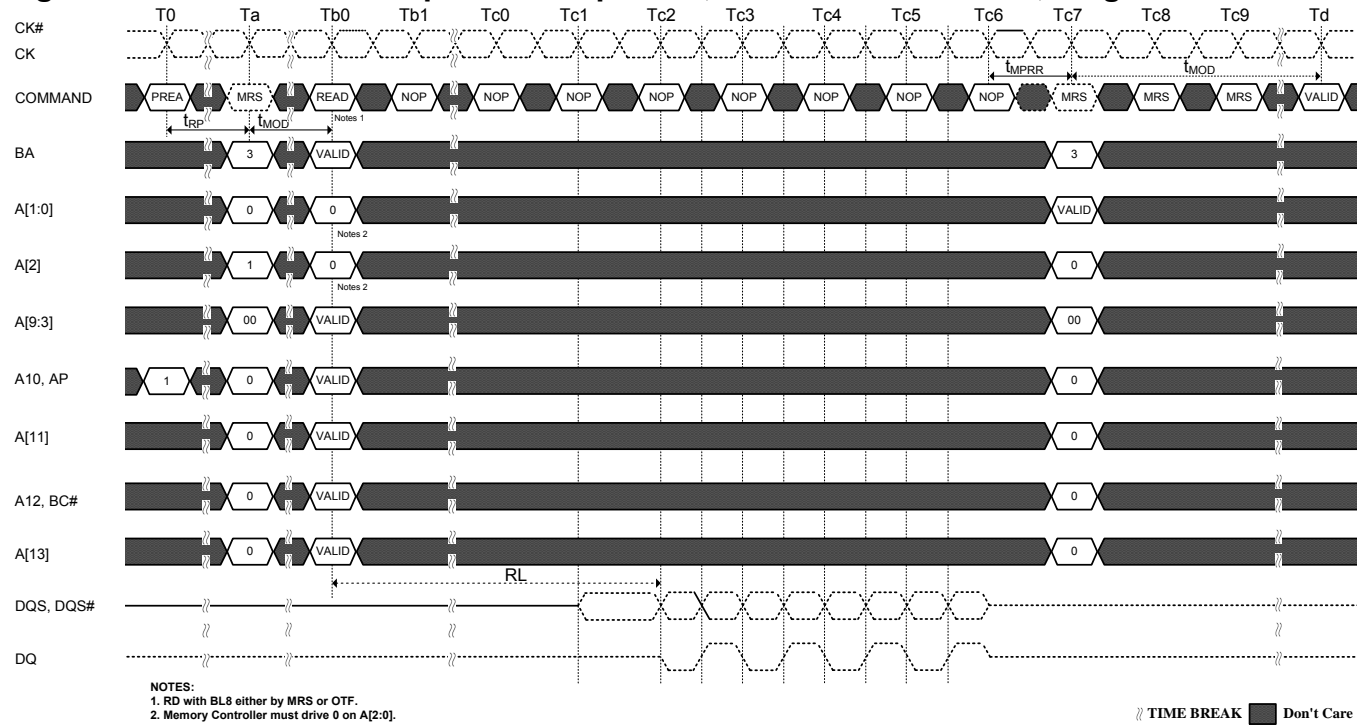 T0 Ta Tb0 Tb1 Tc0 Tc1 Tc2 Tc3 Tc4 Tc5 Tc6 Tc7 Tc8 Tc9 Td
CK#
CK
tMPRR tMOD
COMMAND PREA MRS READ NOP NOP NOP NOP NOP NOP NOP NOP MRS MRS MRS VALID
Notes 1
tRP tMOD
BA 3 VALID 3
A[1:0] 0 0 VALID
Notes 2
A[2] 1 0 0
Notes 2
A[9:3] 00 VALID 00
A10, AP 1 0 VALID 0
A[11] 0 VALID 0
A12, BC# 0 VALID 0
A[13] 0 VALID 0
RL
DQS, DQS#
DQ
NOTES:
1. RD with BL8 either by MRS or OTF.
2. Memory Controller must drive 0 on A[2:0].
TIME BREAK Don't Care